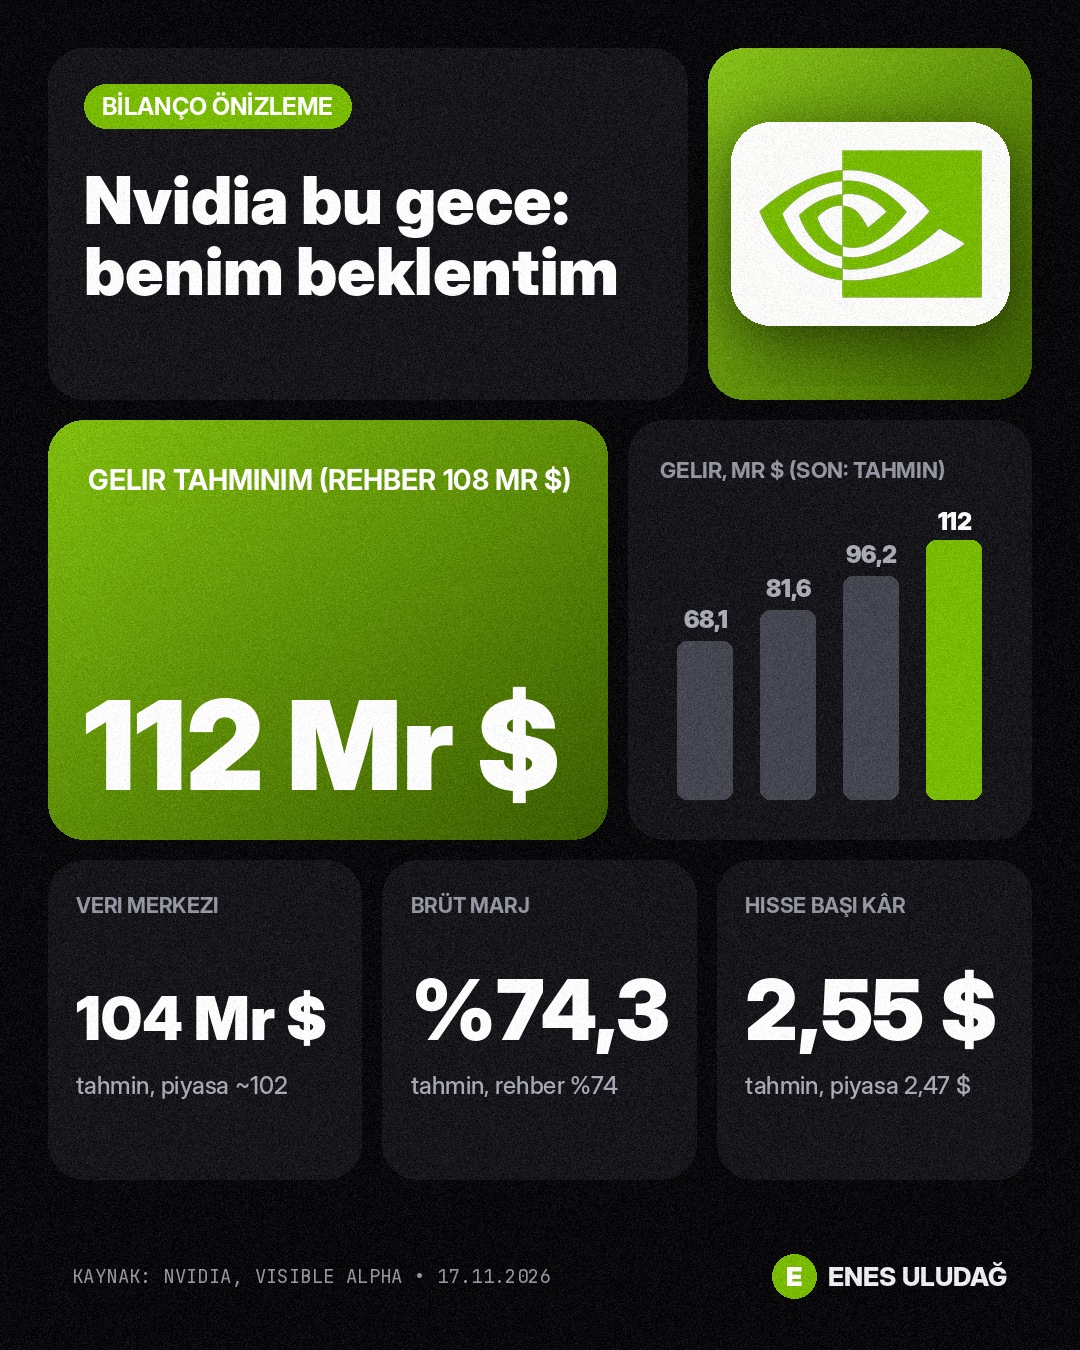 BİLANÇO ÖNİZLEME
Nvidia bu gece:
benim beklentim
GELIR TAHMINIM (REHBER 108 MR $)
112 Mr $
GELIR, MR $ (SON: TAHMIN)
68,1
81,6
96,2
112
VERI MERKEZI
104 Mr $
tahmin, piyasa ~102
BRÜT MARJ
%74,3
tahmin, rehber %74
HISSE BAŞI KÂR
2,55 $
tahmin, piyasa 2,47 $
KAYNAK: NVIDIA, VISIBLE ALPHA • 17.11.2026
E ENES ULUDAĞ